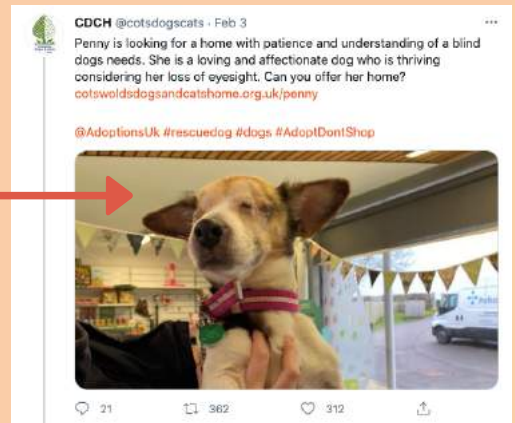 CDCH @cotsdogscats · Feb 3
Penny is looking for a home with patience and understanding of a blind
dogs needs. She is a loving and affectionate dog who is thriving
considering her loss of eyesight. Can you offer her home?
cotswoldsdogsandcatshome.org.uk/penny
@AdoptionsUk #rescuedog #dogs #AdoptDontShop
21 362 312